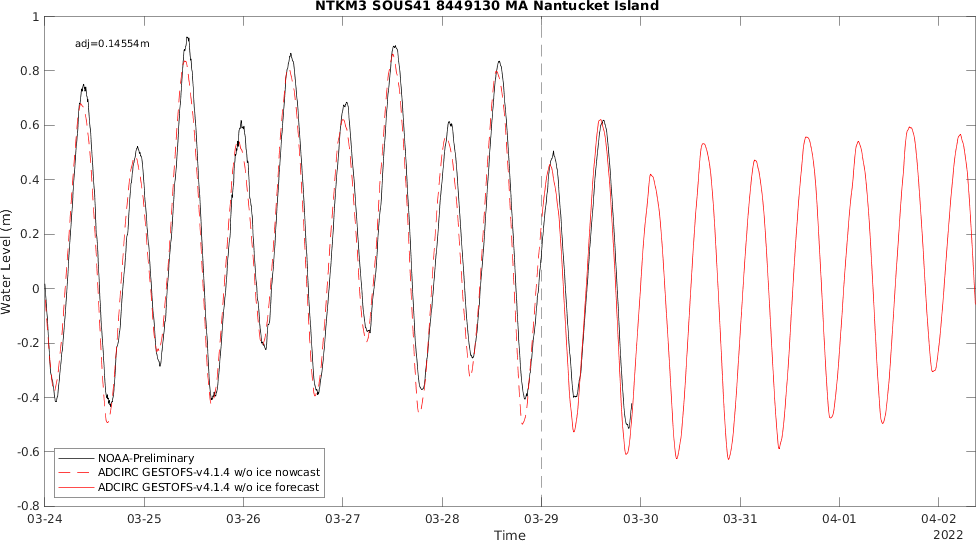 NTKM3 SOUS41 8449130 MA Nantucket Island
1
adj=0.14554m
0.8
0.6
0.4
0.2
0
-0.2
-0.4
-0.6
-0.8
Water Level (m)
NOAA-Preliminary
ADCIRC GESTOFS-v4.1.4 w/o ice nowcast
ADCIRC GESTOFS-v4.1.4 w/o ice forecast
03-24 03-25 03-26 03-27 03-28 03-29 03-30 03-31 04-01 04-02
Time
2022